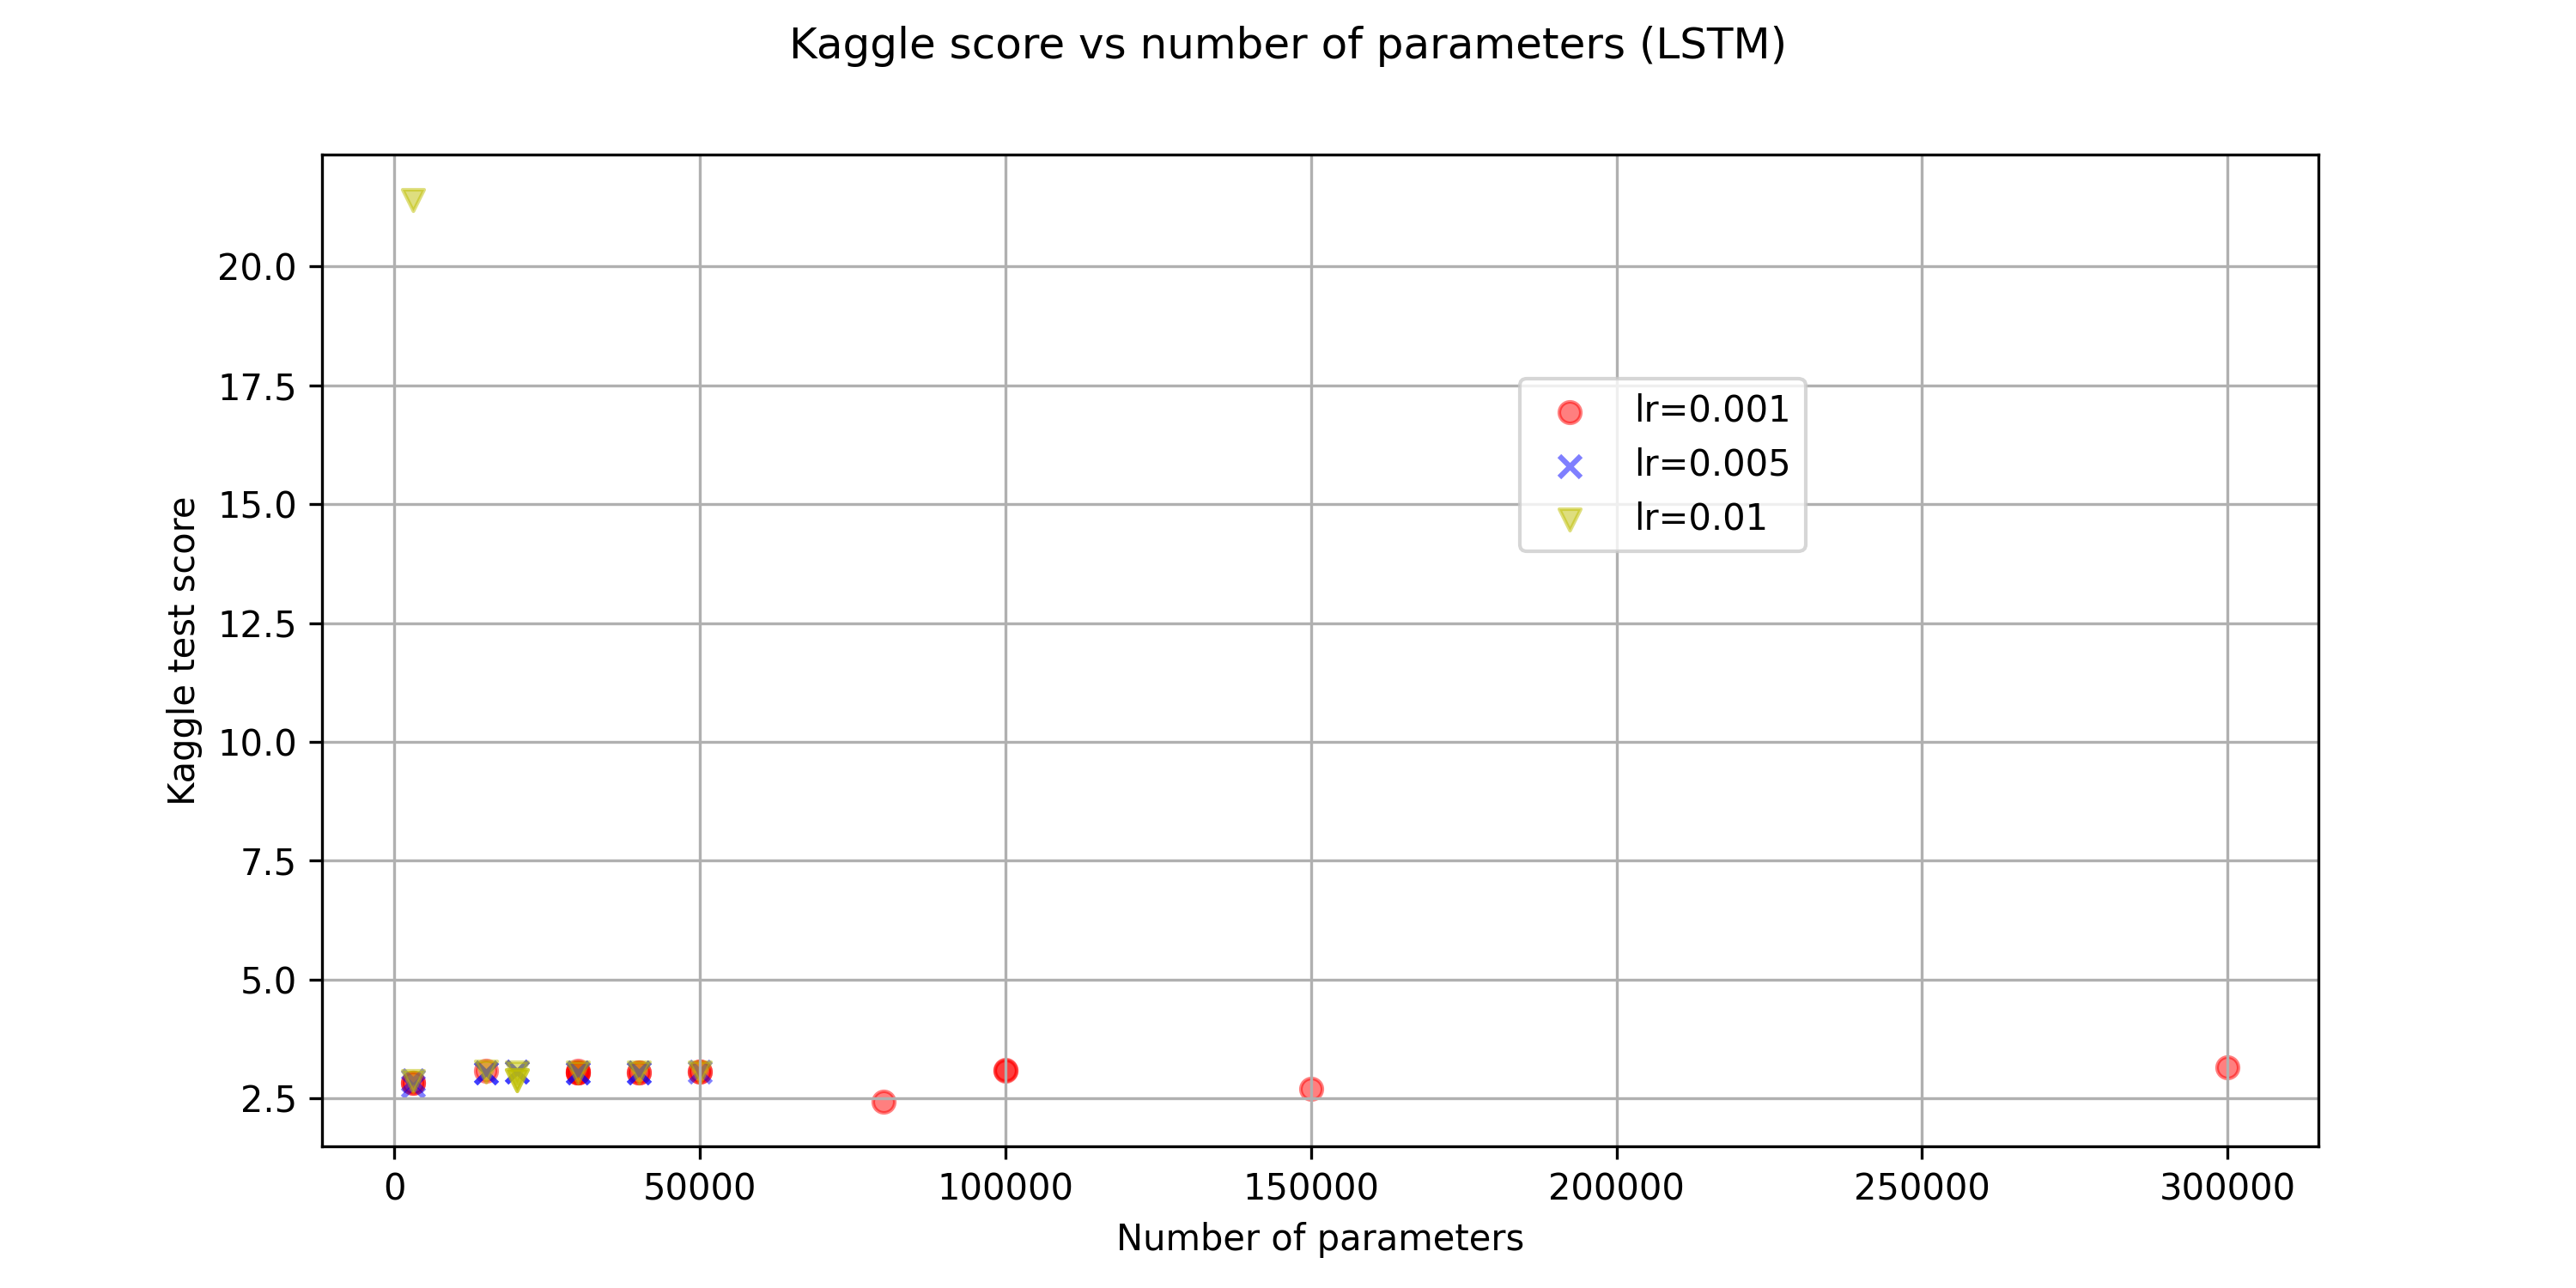 Kaggle score vs number of parameters (LSTM)
20.0
17.5
15.0
12.5
10.0
7.5
5.0
2.5
Kaggle test score
lr=0.001
lr=0.005
lr=0.01
0 50000 100000 150000 200000 250000 300000
Number of parameters